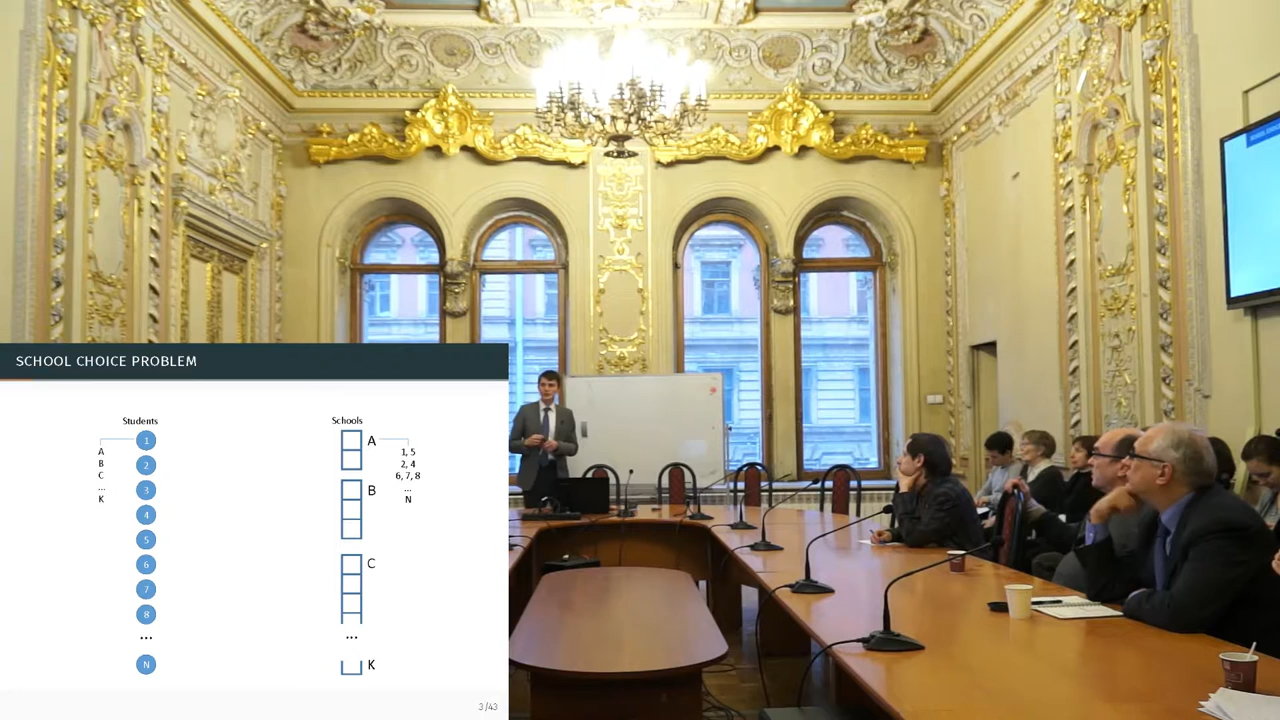 SCHOOL CHOICE PROBLEM
Students
Schools
1
2
3
4
5
6
7
8
...
N
A
B
C
...
K
A
B
C
...
K
1, 5
2, 4
6, 7, 8
...
N
3/43